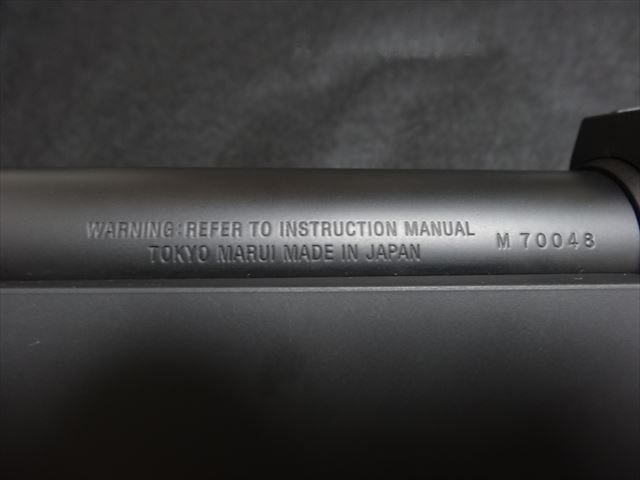 WARNING:REFER TO INSTRUCTION MANUAL
TOKYO MARUI MADE IN JAPAN
M 70048